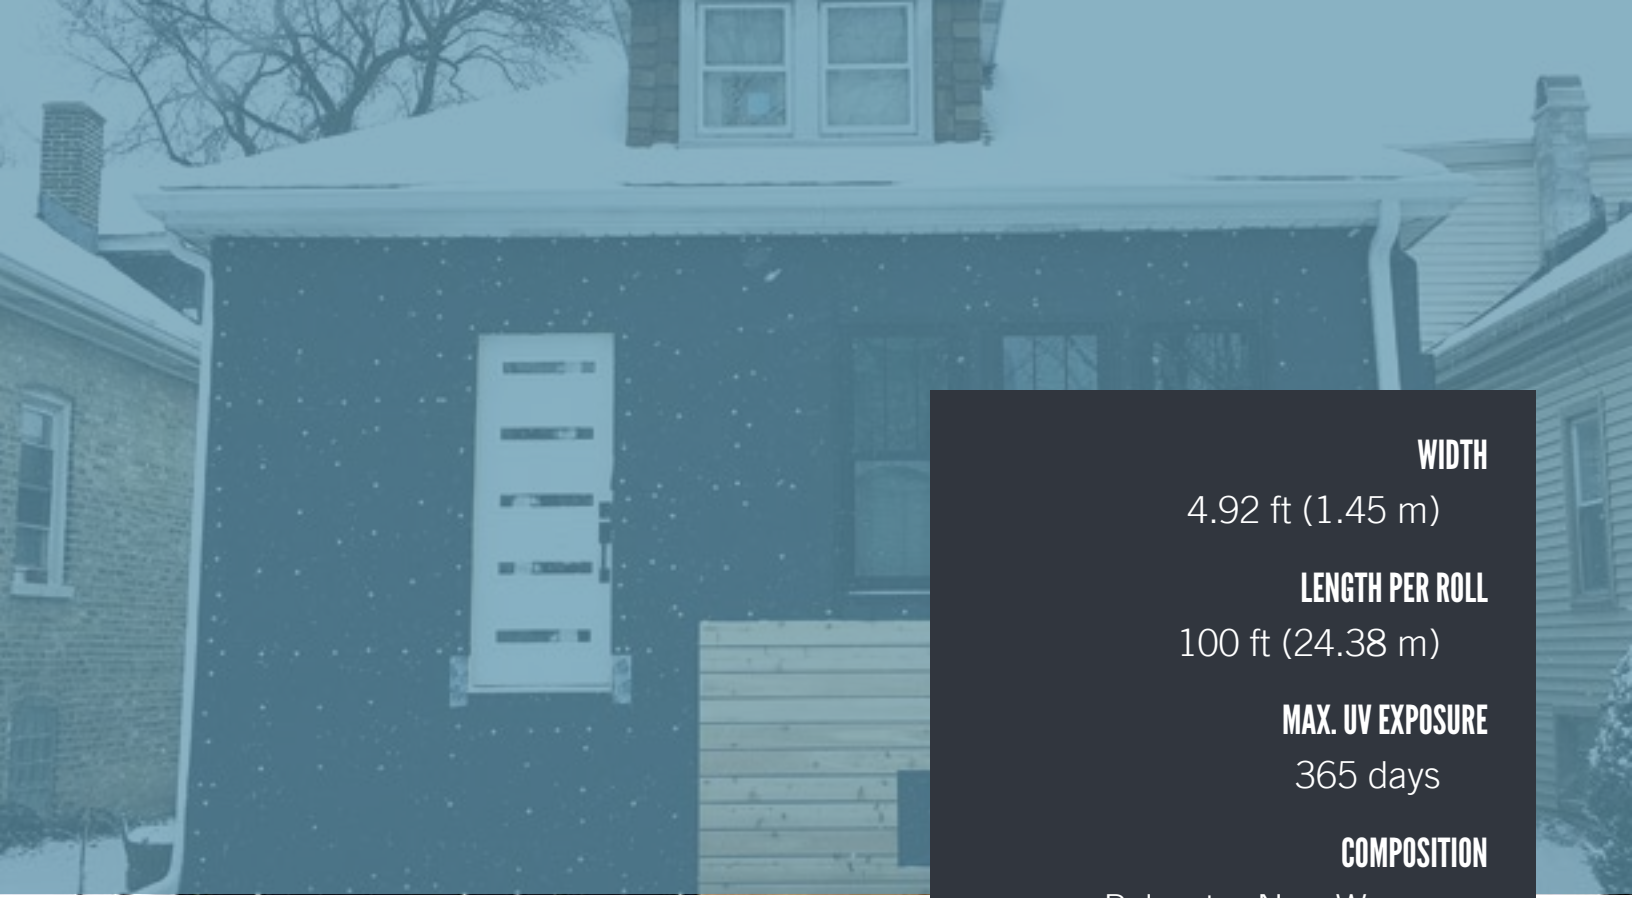 WIDTH
4.92 ft (1.45 m)
LENGTH PER ROLL
100 ft (24.38 m)
MAX. UV EXPOSURE
365 days
COMPOSITION